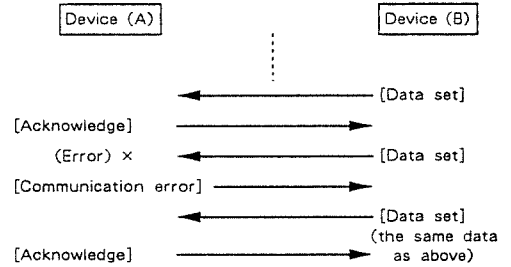 Device (A) Device (B)
[Data set]
[Acknowledge]
(Error) × [Data set]
[Communication error]
[Data set]
(the same data
[Acknowledge] as above)